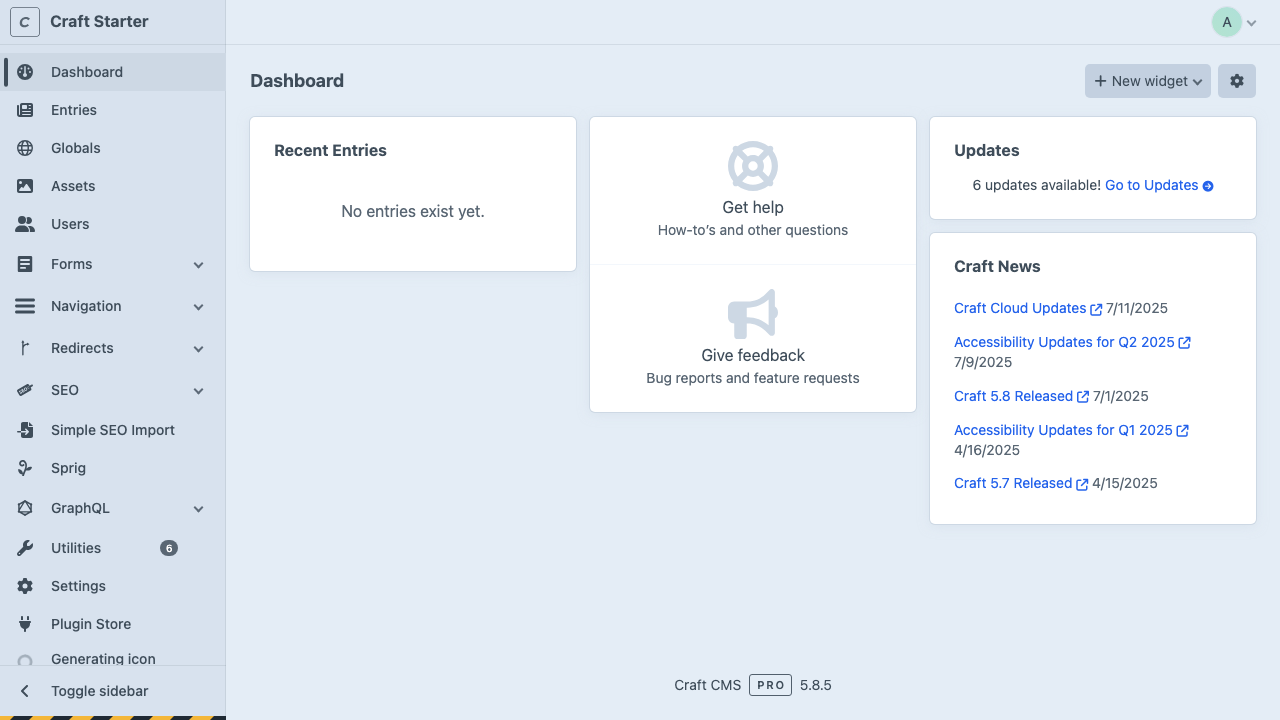 C Craft Starter
A
Dashboard
Entries
Globals
Assets
Users
Forms
Navigation
Redirects
SEO
Simple SEO Import
Sprig
GraphQL
Utilities 6
Settings
Plugin Store
Generating icon
Toggle sidebar
Dashboard
New widget
Recent Entries
No entries exist yet.
Get help
How-to’s and other questions
Give feedback
Bug reports and feature requests
Updates
6 updates available! Go to Updates
Craft News
Craft Cloud Updates 7/11/2025
Accessibility Updates for Q2 2025
7/9/2025
Craft 5.8 Released 7/1/2025
Accessibility Updates for Q1 2025
4/16/2025
Craft 5.7 Released 4/15/2025
Craft CMS PRO 5.8.5